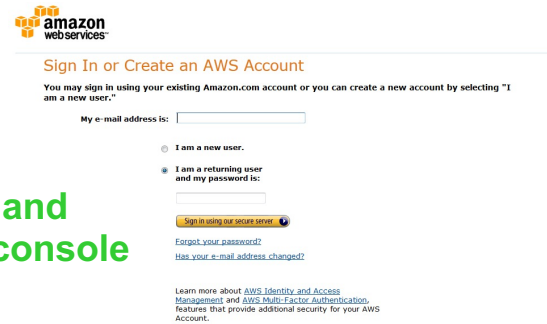 amazon
webservices™
Sign In or Create an AWS Account
You may sign in using your existing Amazon.com account or you can create a new account by selecting "I
am a new user."
My e-mail address is:
I am a new user.
I am a returning user
and my password is:
Sign in using our secure server
Forgot your password?
Has your e-mail address changed?
and
console
Learn more about AWS Identity and Access
Management and AWS Multi-Factor Authentication,
features that provide additional security for your AWS
Account.